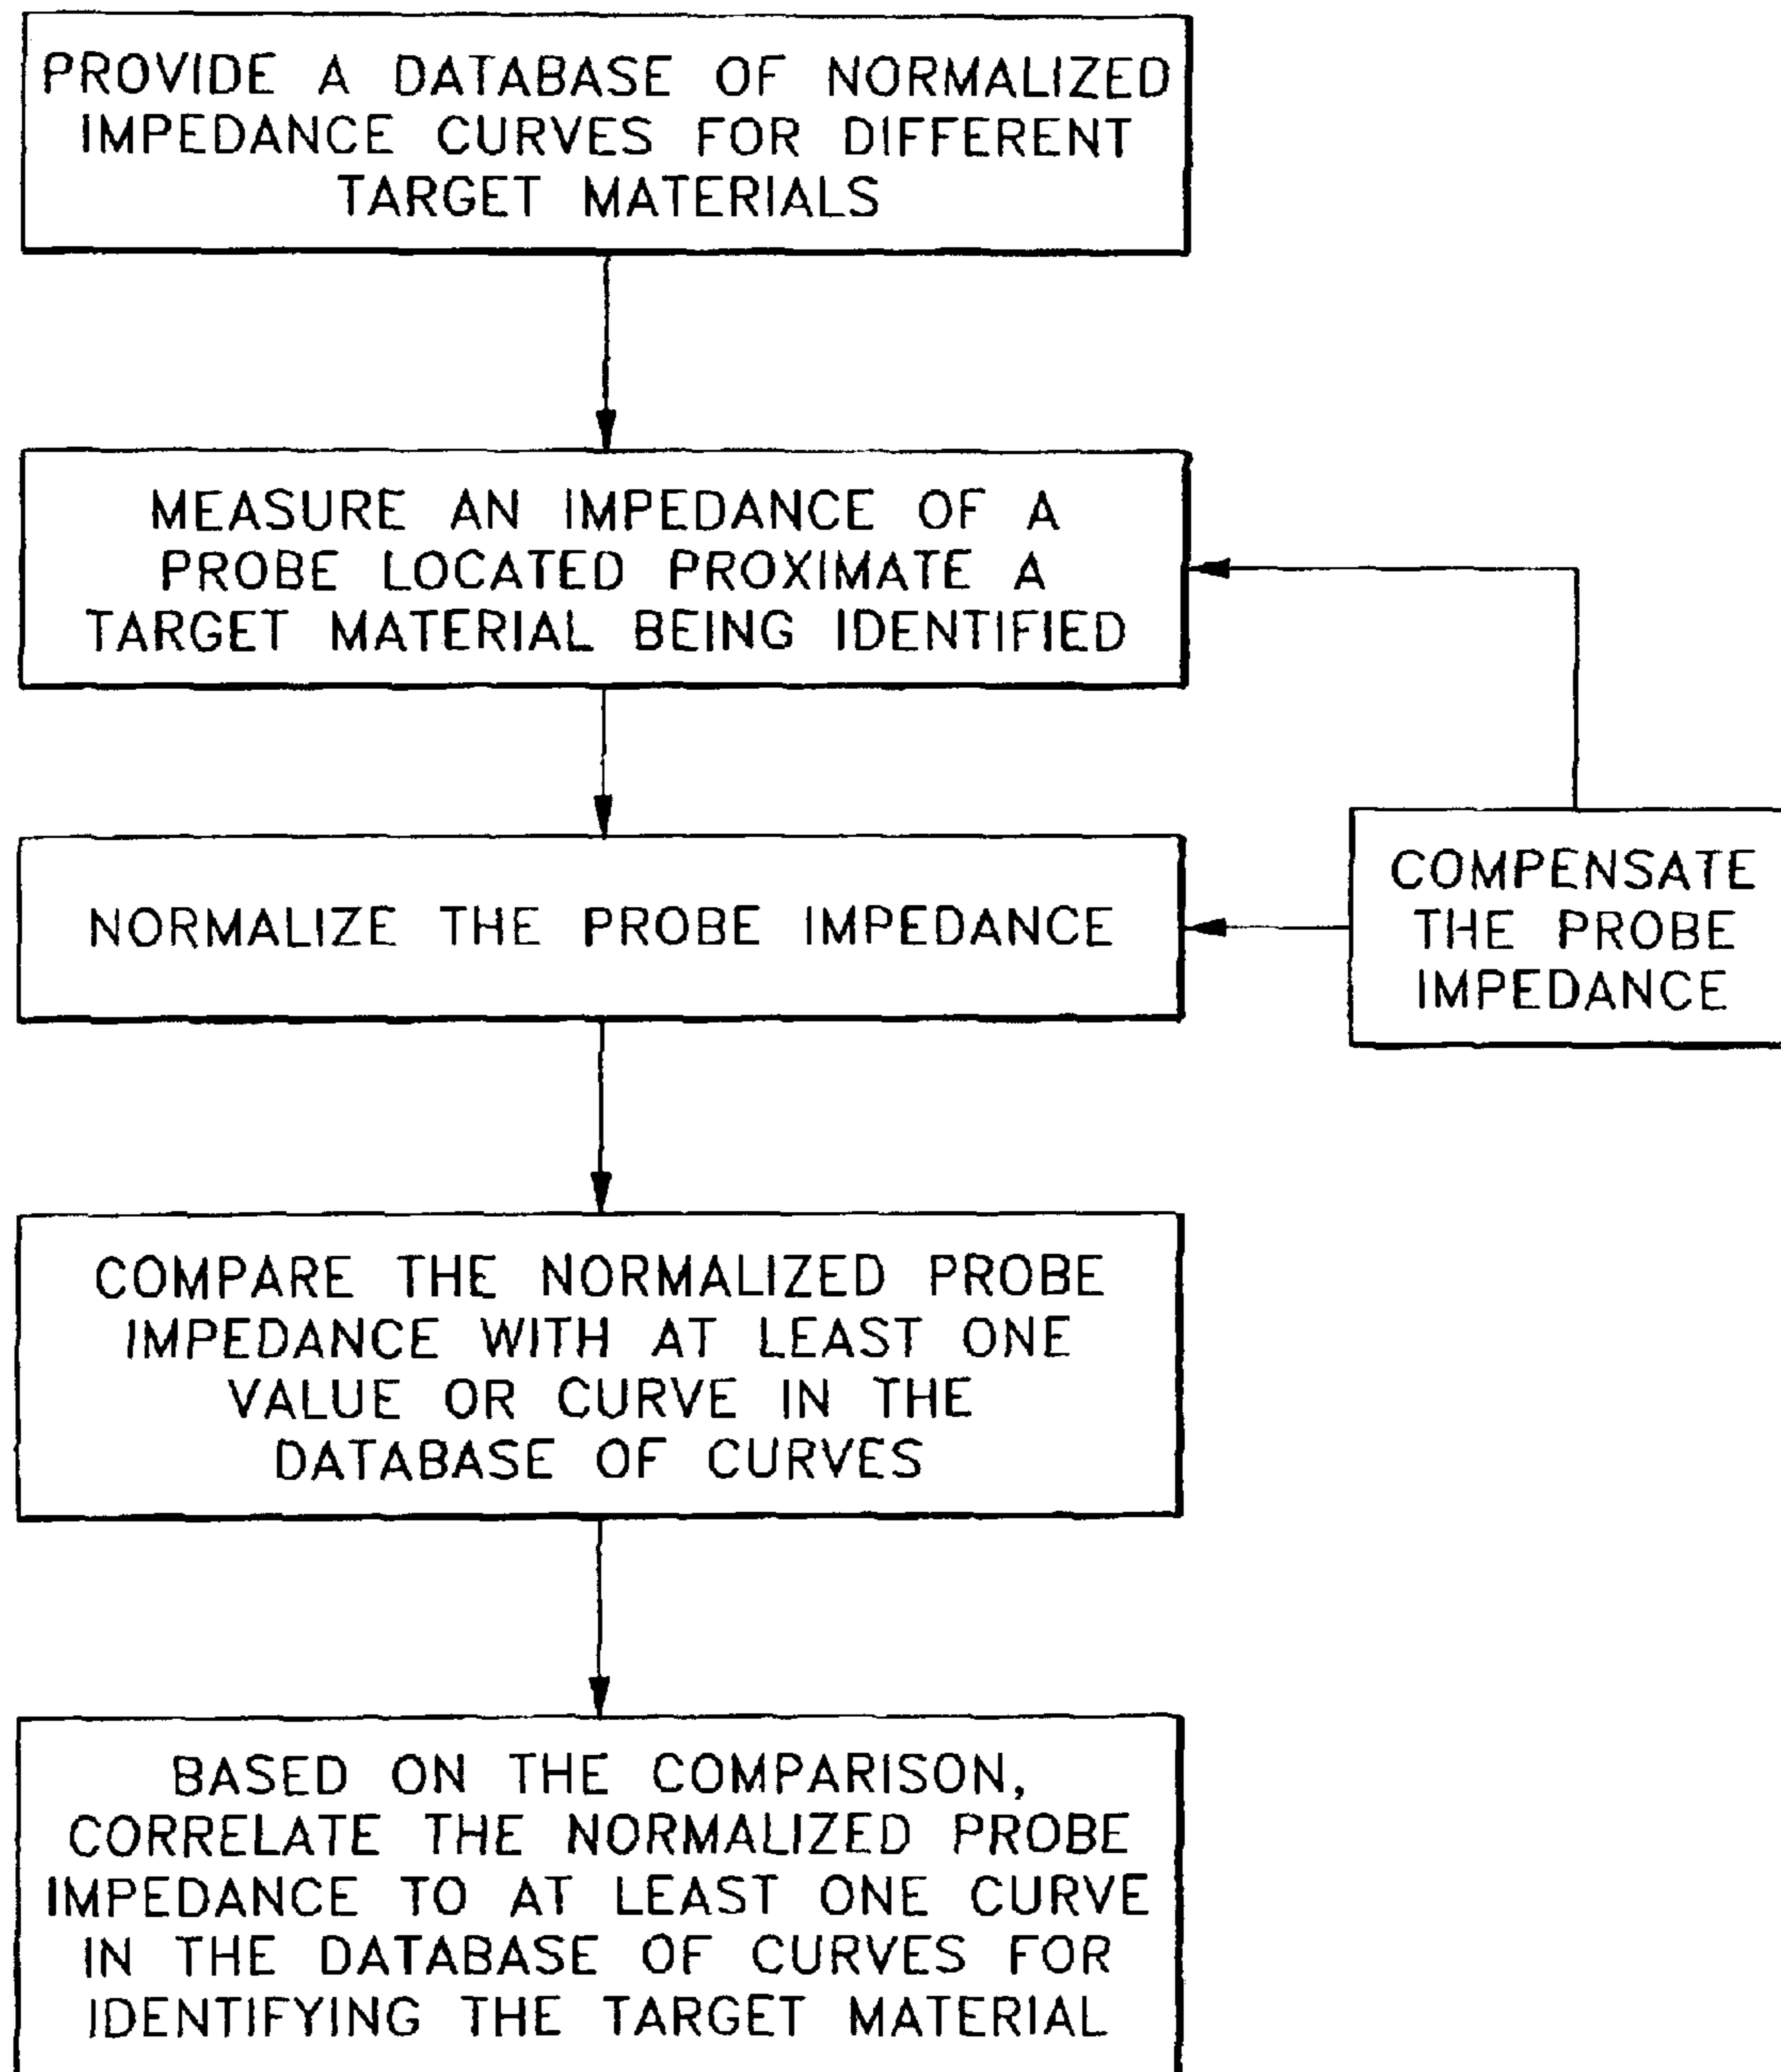 PROVIDE A DATABASE OF NORMALIZED
IMPEDANCE CURVES FOR DIFFERENT
TARGET MATERIALS
MEASURE AN IMPEDANCE OF A
PROBE LOCATED PROXIMATE A
TARGET MATERIAL BEING IDENTIFIED
NORMALIZE THE PROBE IMPEDANCE
COMPENSATE
THE PROBE
IMPEDANCE
COMPARE THE NORMALIZED PROBE
IMPEDANCE WITH AT LEAST ONE
VALUE OR CURVE IN THE
DATABASE OF CURVES
BASED ON THE COMPARISON,
CORRELATE THE NORMALIZED PROBE
IMPEDANCE TO AT LEAST ONE CURVE
IN THE DATABASE OF CURVES FOR
IDENTIFYING THE TARGET MATERIAL